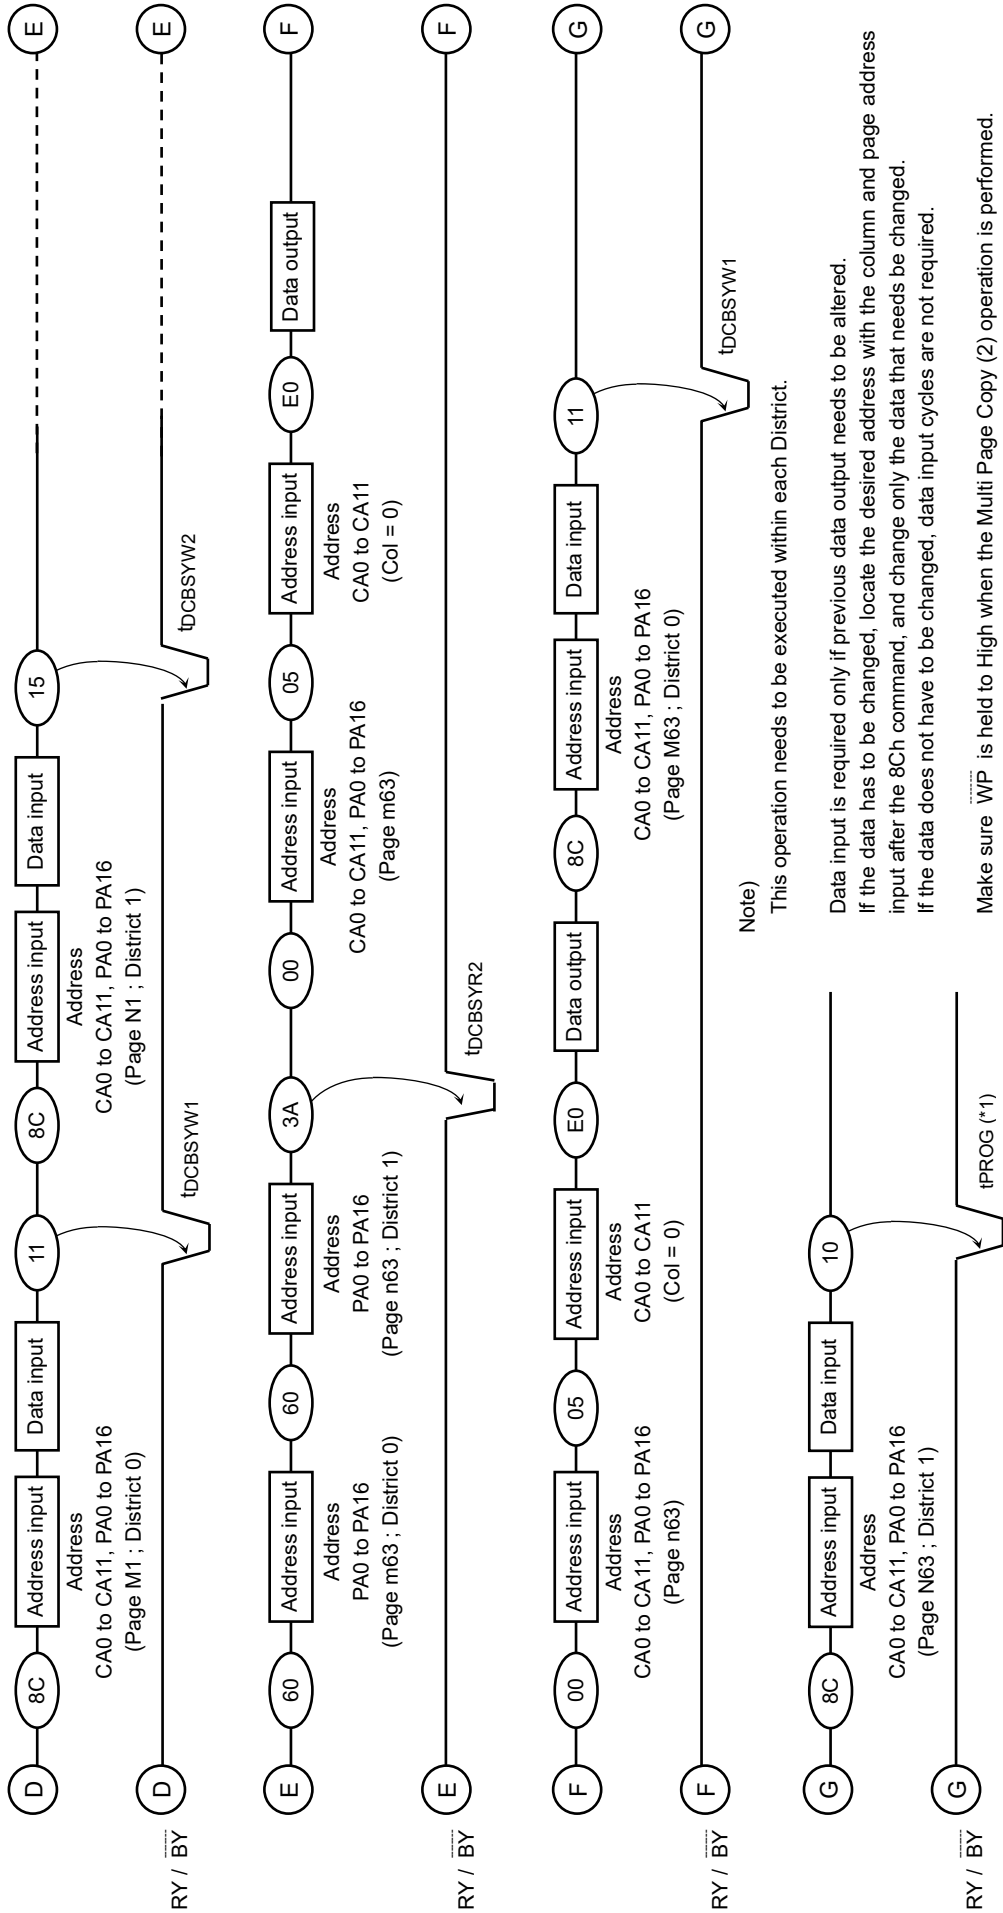 D 8C Address input Data input 11 8C Address input Data input 15 E
Address
CA0 to CA11, PA0 to PA16
(Page M1 ; District 0)
Address
CA0 to CA11, PA0 to PA16
(Page N1 ; District 1)
RY / BY D tDCBSYW1 tDCBSYW2 E
E 60 Address input 60 Address input 3A 00 Address input 05 Address input E0 Data output F
Address
PA0 to PA16
(Page m63 ; District 0)
Address
PA0 to PA16
(Page n63 ; District 1)
Address
CA0 to CA11, PA0 to PA16
(Page m63)
Address
CA0 to CA11
(Col = 0)
RY / BY E tDCBSYR2 F
F 00 Address input 05 Address input E0 Data output 8C Address input Data input 11 G
Address
CA0 to CA11, PA0 to PA16
(Page n63)
Address
CA0 to CA11
(Col = 0)
Address
CA0 to CA11, PA0 to PA16
(Page M63 ; District 0)
RY / BY F tDCBSYW1 G
G 8C Address input Data input 10
Address
CA0 to CA11, PA0 to PA16
(Page N63 ; District 1)
RY / BY G tPROG (*1)
Note)
This operation needs to be executed within each District.
Data input is required only if previous data output needs to be altered.
If the data has to be changed, locate the desired address with the column and page address
input after the 8Ch command, and change only the data that needs be changed.
If the data does not have to be changed, data input cycles are not required.
Make sure WP is held to High when the Multi Page Copy (2) operation is performed.